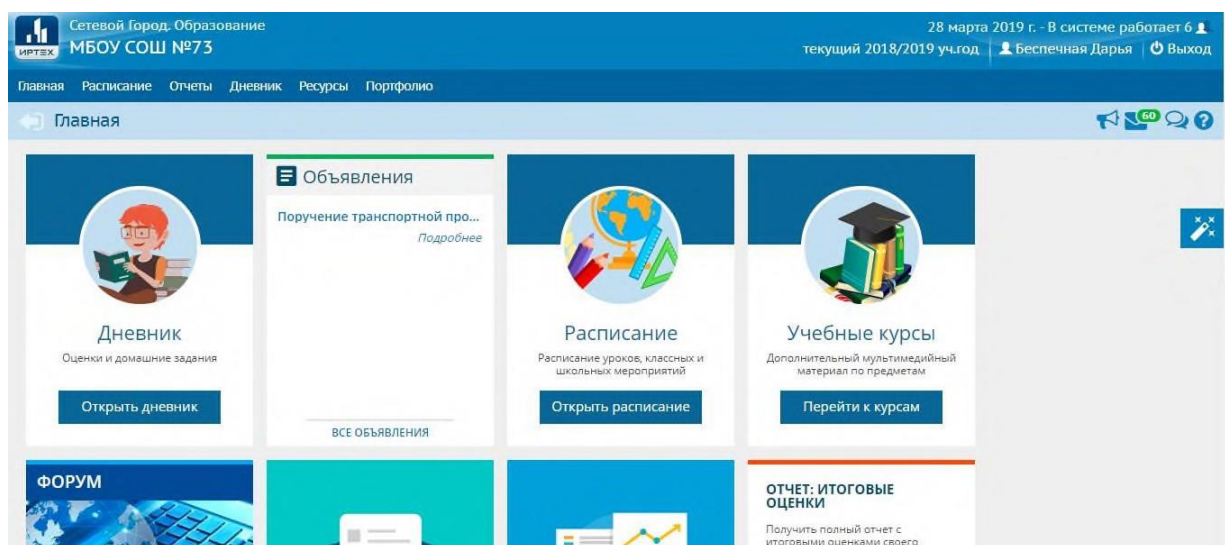 Сетевой Город. Образование
МБОУ СОШ №73
ИРТЕХ
28 марта 2019 г. - В системе работает 6
текущий 2018/2019 уч.год Беспечная Дарья Выход
Главная Расписание Отчеты Дневник Ресурсы Портфолио
Главная
60
Дневник
Оценки и домашние задания
Открыть дневник
Объявления
Поручение транспортной про...
Подробнее
ВСЕ ОБЪЯВЛЕНИЯ
Расписание
Расписание уроков, классных и
школьных мероприятий
Открыть расписание
Учебные курсы
Дополнительный мультимедийный
материал по предметам
Перейти к курсам
ФОРУМ
ОТЧЕТ: ИТОГОВЫЕ
ОЦЕНКИ
Получить полный отчет с
итоговыми оценками своего